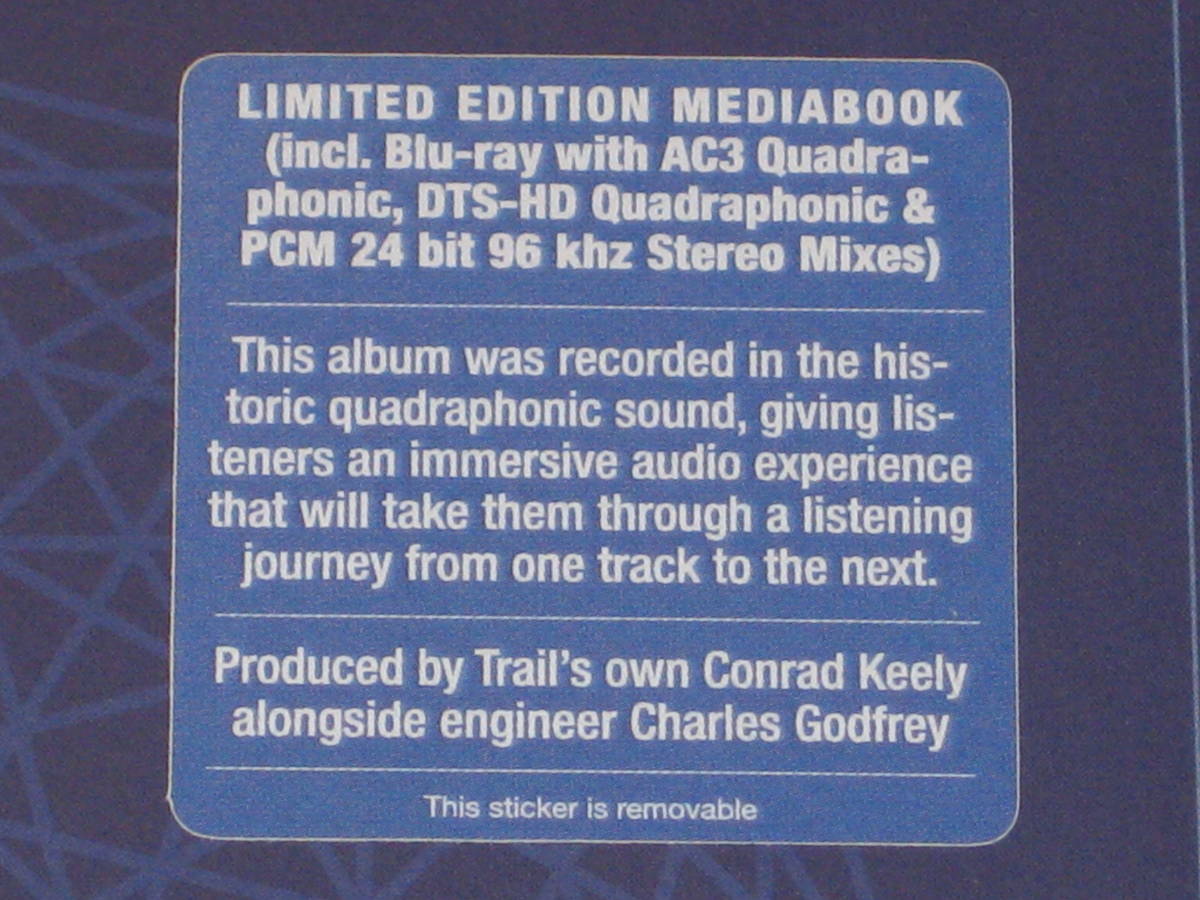 LIMITED EDITION MEDIABOOK
(incl. Blu-ray with AC3 Quadra-
phonic, DTS-HD Quadraphonic &
PCM 24 bit 96 khz Stereo Mixes)
This album was recorded in the his-
toric quadraphonic sound, giving lis-
teners an immersive audio experience
that will take them through a listening
journey from one track to the next.
Produced by Trail's own Conrad Keely
alongside engineer Charles Godfrey
This sticker is removable